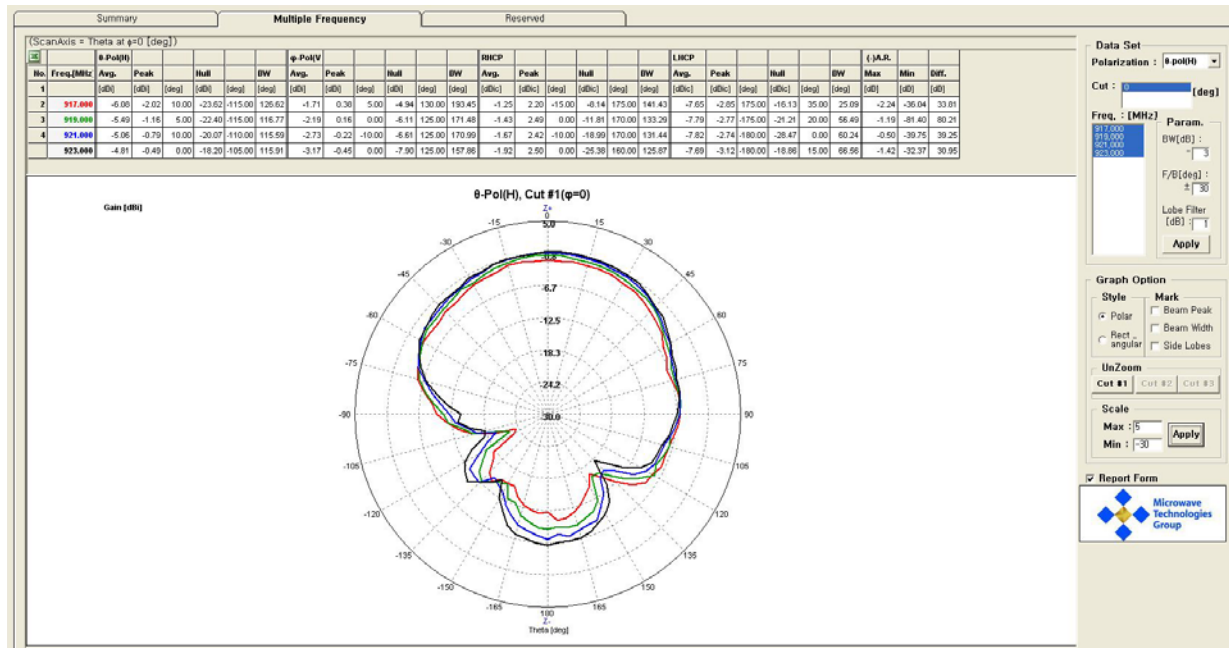 Summary Multiple Frequency Reserved
(ScanAxis = Theta at ϕ=0 [deg])
θ-Pol(H) φ-Pol(V RHCP LHCP (-)A.R.
No. Freq.[MHz Avg. Peak Null BW Avg. Peak Null BW Avg. Peak Null BW Avg. Peak Null BW Max Min Diff.
1 [dBi] [dBi] [deg] [dBi] [deg] [deg] [dBi] [dBi] [deg] [dBi] [deg] [deg] [dBic] [dBic] [deg] [dBic] [deg] [deg] [dBic] [dBic] [deg] [dBic] [deg] [deg] [dB] [dB] [dB]
2 917.000 -6.08 -2.02 10.00 -23.62 -115.00 126.62 -1.71 0.38 5.00 -4.94 130.00 193.45 -1.25 2.20 -15.00 -8.14 175.00 141.43 -7.65 -2.85 175.00 -16.13 35.00 25.09 -2.24 -36.04 33.81
3 919.000 -5.49 -1.16 5.00 -22.40 -115.00 116.77 -2.19 0.16 0.00 -6.11 125.00 171.48 -1.43 2.49 0.00 -11.81 170.00 133.29 -7.79 -2.77 -175.00 -21.21 20.00 56.49 -1.19 -81.40 80.21
4 921.000 -5.06 -0.79 10.00 -20.07 -110.00 115.59 -2.73 -0.22 -10.00 -6.61 125.00 170.99 -1.67 2.42 -10.00 -18.99 170.00 131.44 -7.82 -2.74 -180.00 -28.47 0.00 60.24 -0.50 -39.75 39.25
923.000 -4.81 -0.49 0.00 -18.20 -105.00 115.91 -3.17 -0.45 0.00 -7.90 125.00 157.86 -1.92 2.50 0.00 -25.38 160.00 125.87 -7.69 -3.12 -180.00 -18.86 15.00 66.56 -1.42 -32.37 30.95
θ-Pol(H), Cut #1(φ=0)
Gain [dBi]
Z+
0
5.0
-15 15
-30 30
-45 45
-60 60
-75 75
-90 90
-105 105
-120 120
-135 135
-150 150
-165 165
180
-0.8
-6.7
-12.5
-18.3
-24.2
-30.0
Z-
Theta [deg]
Data Set
Polarization : θ-pol(H)
Cut : 0 [deg]
Freq. : [MHz]
917,000
919,000
921,000
923,000
Param.
BW[dB] :
- 3
F/B[deg] :
± 30
Lobe Filter
[dB] : 1
Apply
Graph Option
Style Mark
Polar Beam Peak
Rect.. Beam Width
angular Side Lobes
UnZoom
Cut #1 Cut #2 Cut #3
Scale
Max : 5
Min : -30
Apply
Report Form
Microwave
Technologies
Group